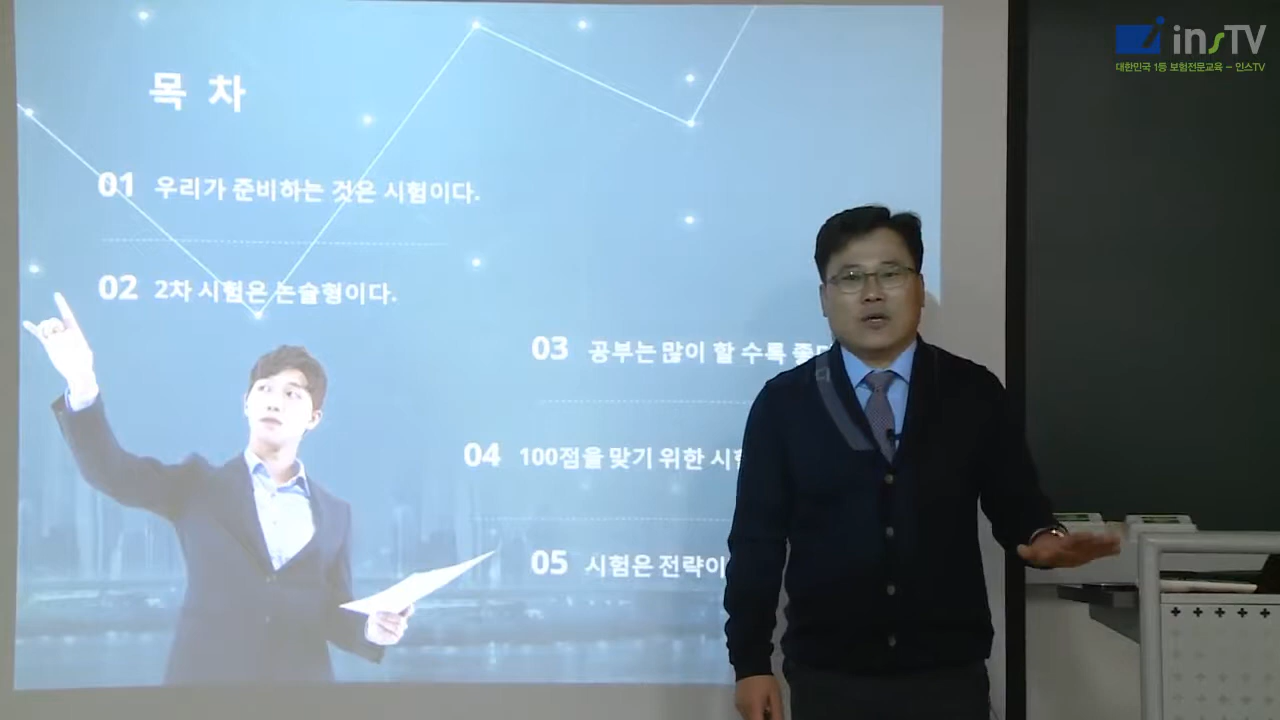 insTV
대한민국 1등 보험전문교육 - 인스TV
목 차
01 우리가 준비하는 것은 시험이다.
02 2차 시험은 논술형이다.
03 공부는 많이 할 수록
04 100점을 맞기 위한
05 시험은 전략이